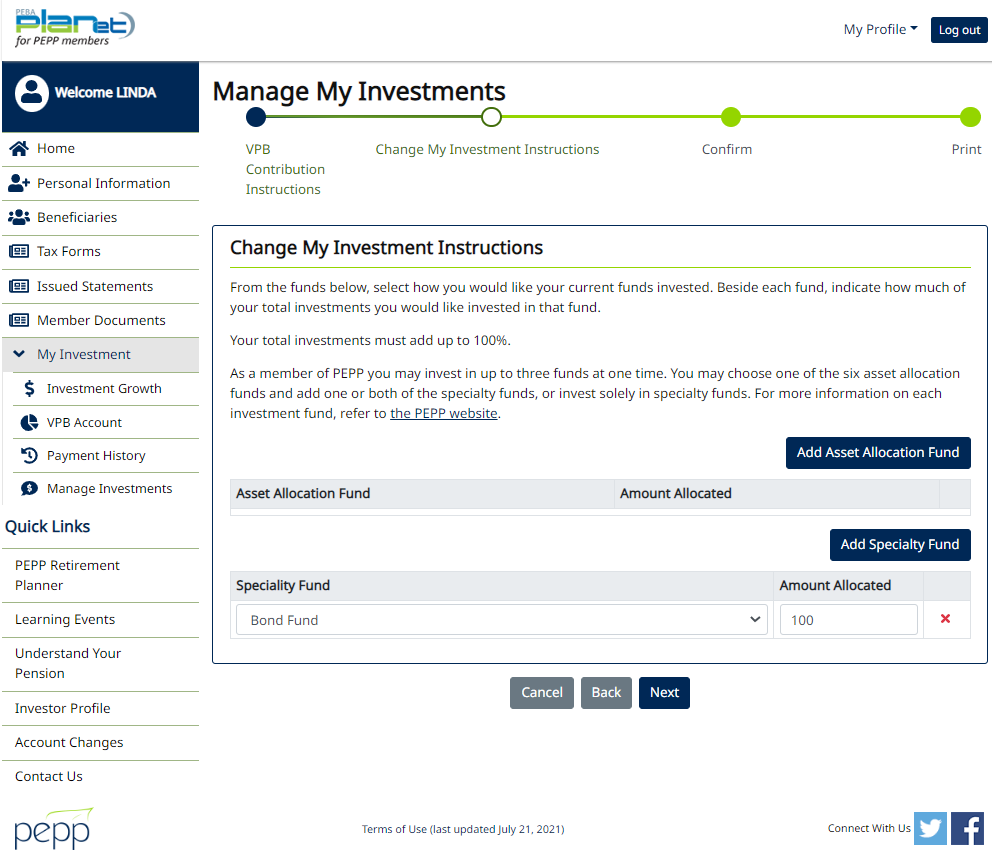 PEBA
planet
for PEPP members
My Profile
Log out
Welcome LINDA
Home
Personal Information
Beneficiaries
Tax Forms
Issued Statements
Member Documents
My Investment
Investment Growth
VPB Account
Payment History
Manage Investments
Quick Links
PEPP Retirement
Planner
Learning Events
Understand Your
Pension
Investor Profile
Account Changes
Contact Us
Manage My Investments
VPB
Contribution
Instructions
Change My Investment Instructions
Confirm
Print
Change My Investment Instructions
From the funds below, select how you would like your current funds invested. Beside each fund, indicate how much of
your total investments you would like invested in that fund.
Your total investments must add up to 100%.
As a member of PEPP you may invest in up to three funds at one time. You may choose one of the six asset allocation
funds and add one or both of the specialty funds, or invest solely in specialty funds. For more information on each
investment fund, refer to the PEPP website.
Add Asset Allocation Fund
Asset Allocation Fund Amount Allocated
Add Specialty Fund
Speciality Fund Amount Allocated
Bond Fund 100
Cancel Back Next
pepp
Terms of Use (last updated July 21, 2021)
Connect With Us